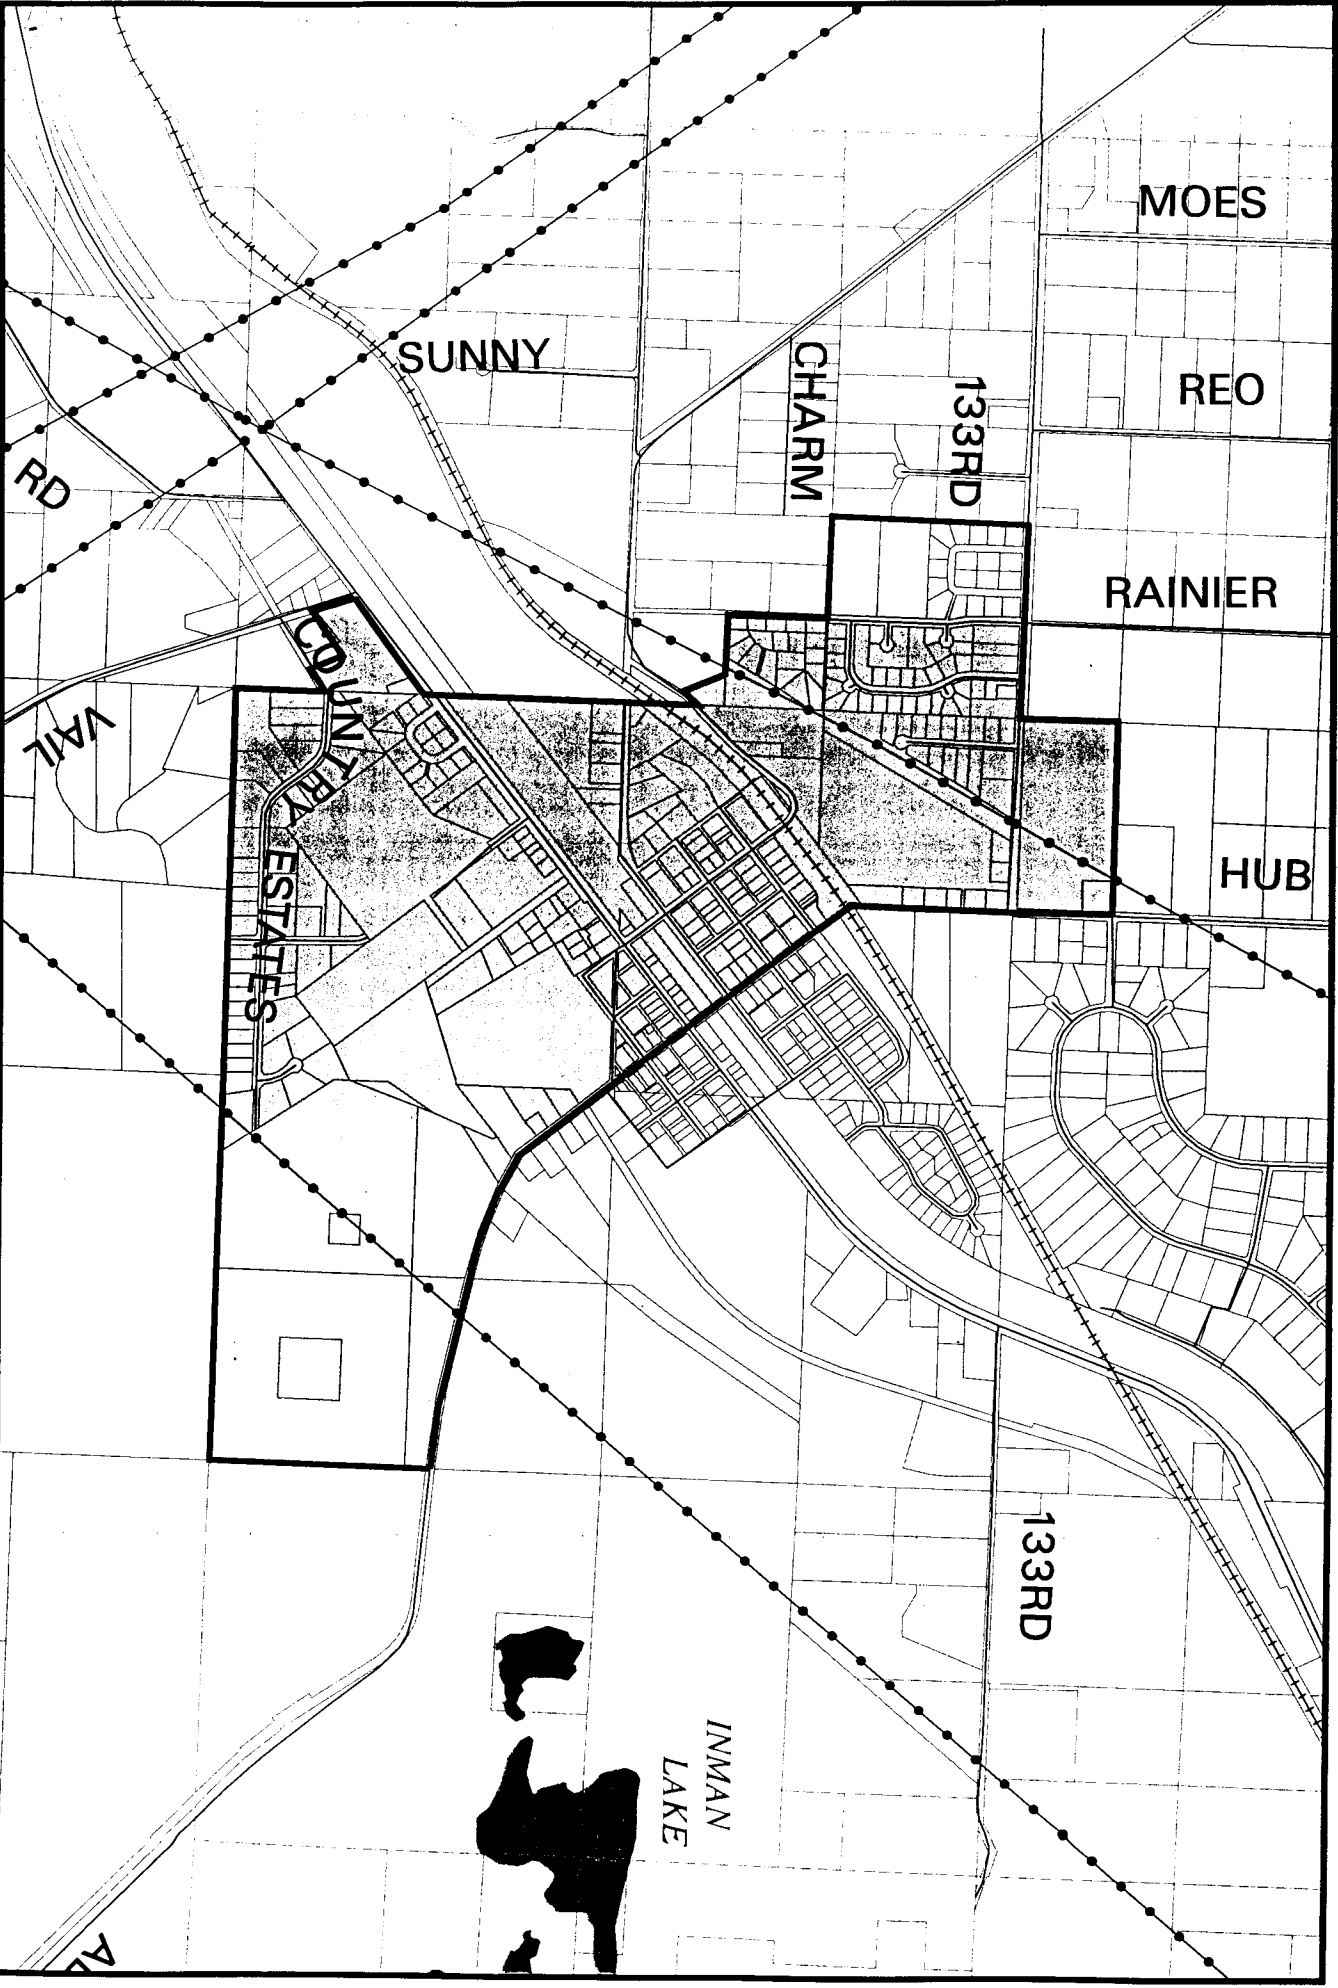 MOES
REO
SUNNY
CHARM
133RD
RD
RAINIER
COUNTRY ESTATES
VAIL
HUB
133RD
INMAN
LAKE